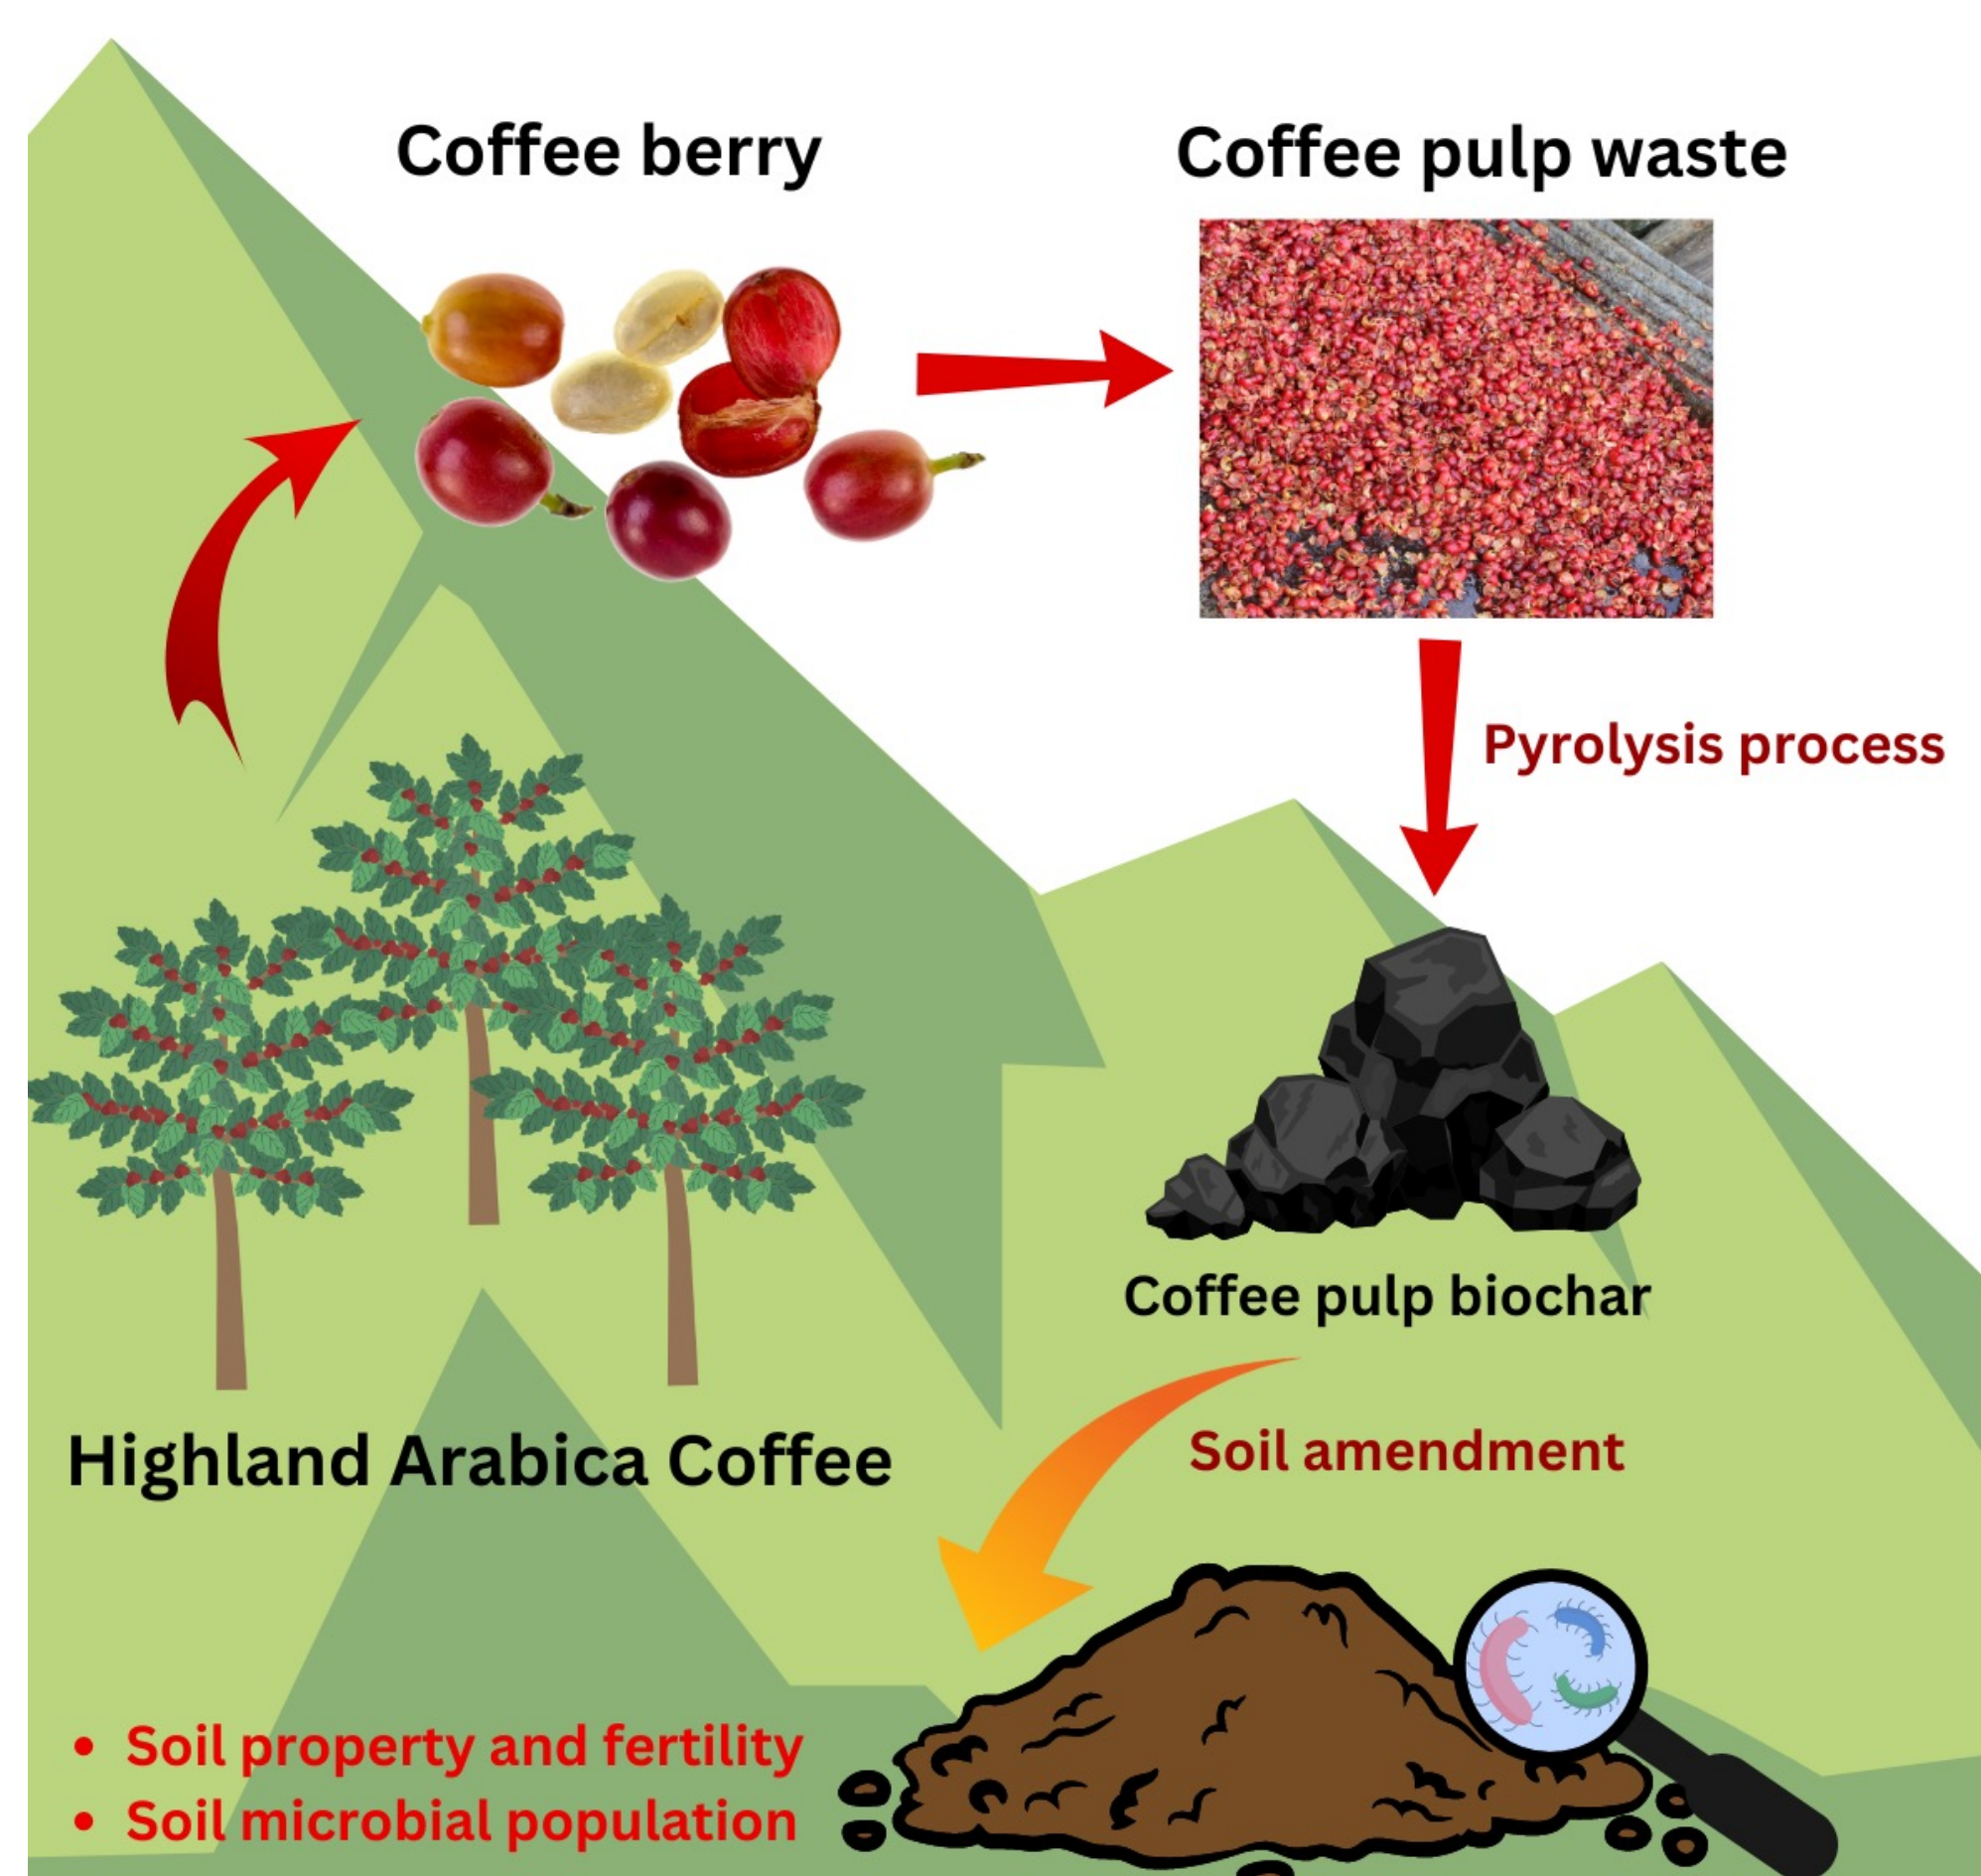 Coffee berry
Coffee pulp waste
Pyrolysis process
Coffee pulp biochar
Highland Arabica Coffee
Soil amendment
• Soil property and fertility
• Soil microbial population